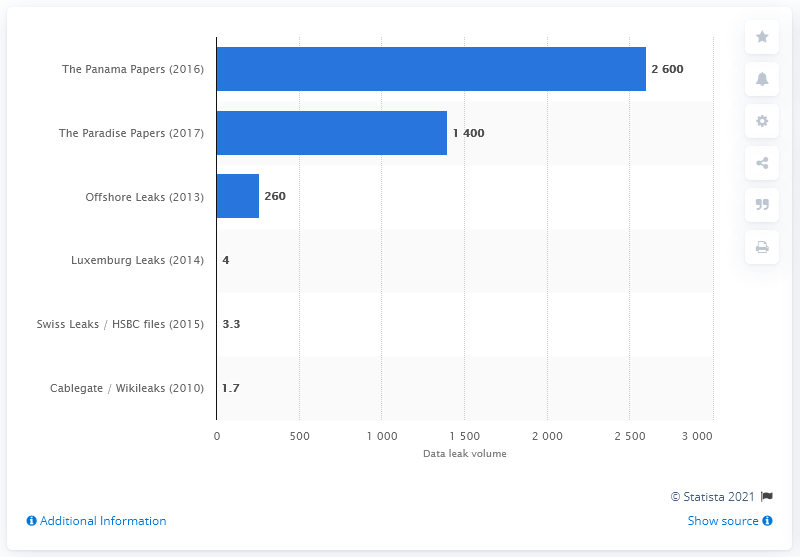 The Panama Papers (2016) 2 600
The Paradise Papers (2017) 1 400
Offshore Leaks (2013) 260
Luxemburg Leaks (2014) 4
Swiss Leaks / HSBC files (2015) 3.3
Cablegate / Wikileaks (2010) 1.7
0 500 1 000 1 500 2 000 2 500 3 000
Data leak volume
© Statista 2021
Additional Information Show source